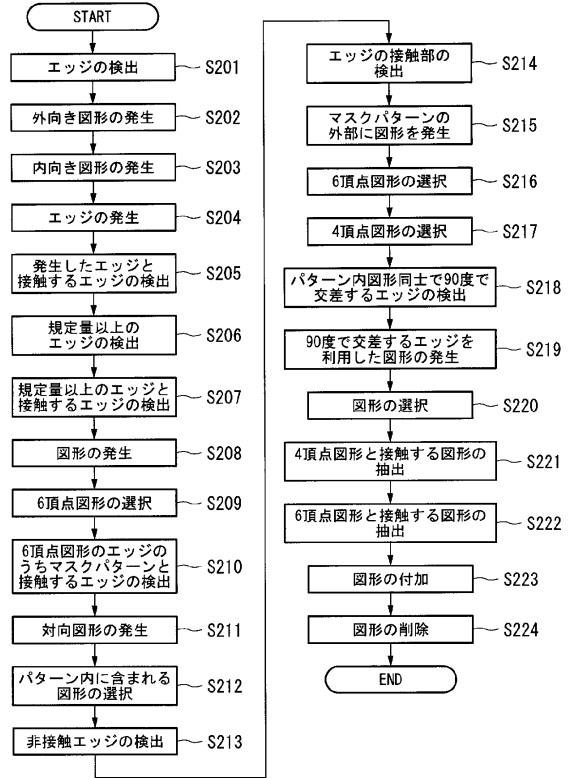 START
エッジの検出
S201
外向き図形の発生
S202
内向き図形の発生
S203
エッジの発生
S204
発生したエッジと
接触するエッジの検出
S205
規定量以上の
エッジの検出
S206
規定量以上のエッジと
接触するエッジの検出
S207
図形の発生
S208
6頂点図形の選択
S209
6頂点図形のエッジの
うちマスクパターンと
接触するエッジの検出
S210
対向図形の発生
S211
パターン内に含まれる
図形の選択
S212
非接触エッジの検出
S213
エッジの接触部の
検出
S214
マスクパターンの
外部に図形を発生
S215
6頂点図形の選択
S216
4頂点図形の選択
S217
パターン内図形同士で90度で
交差するエッジの検出
S218
90度で交差するエッジを
利用した図形の発生
S219
図形の選択
S220
4頂点図形と接触する図形の
抽出
S221
6頂点図形と接触する図形の
抽出
S222
図形の付加
S223
図形の削除
S224
END